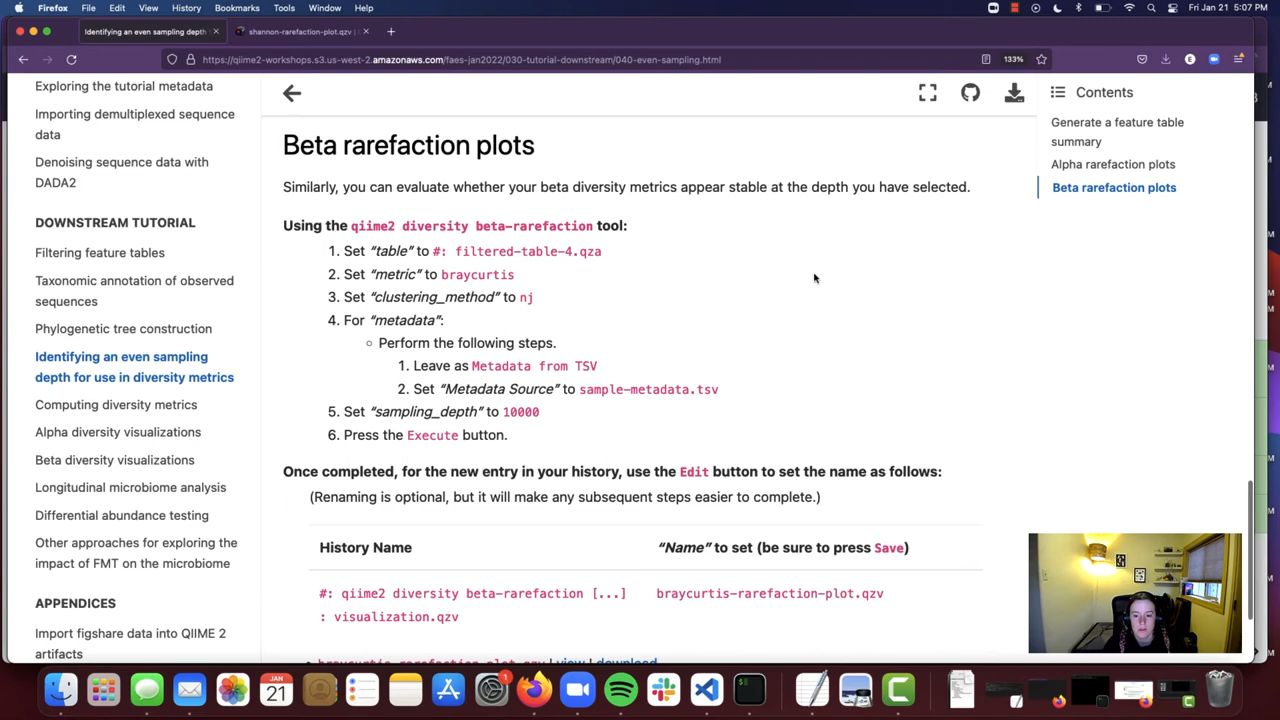 Firefox File Edit View History Bookmarks Tools Window Help Fri Jan 21 5:07 PM
Identifying an even sampling depth shannon-rarefaction-plot.qzv |
https://qiime2-workshops.s3.us-west-2.amazonaws.com/faes-jan2022/030-tutorial-downstream/040-even-sampling.html 133%
Exploring the tutorial metadata
Importing demultiplexed sequence
data
Denoising sequence data with
DADA2
DOWNSTREAM TUTORIAL
Filtering feature tables
Taxonomic annotation of observed
sequences
Phylogenetic tree construction
Identifying an even sampling
depth for use in diversity metrics
Computing diversity metrics
Alpha diversity visualizations
Beta diversity visualizations
Longitudinal microbiome analysis
Differential abundance testing
Other approaches for exploring the
impact of FMT on the microbiome
APPENDICES
Import figshare data into QIIME 2
artifacts
Beta rarefaction plots
Similarly, you can evaluate whether your beta diversity metrics appear stable at the depth you have selected.
Using the qiime2 diversity beta-rarefaction tool:
1. Set “table” to #: filtered-table-4.qza
2. Set “metric” to braycurtis
3. Set “clustering_method” to nj
4. For “metadata”:
Perform the following steps.
1. Leave as Metadata from TSV
2. Set “Metadata Source” to sample-metadata.tsv
5. Set “sampling_depth” to 10000
6. Press the Execute button.
Once completed, for the new entry in your history, use the Edit button to set the name as follows:
(Renaming is optional, but it will make any subsequent steps easier to complete.)
History Name “Name” to set (be sure to press Save)
#: qiime2 diversity beta-rarefaction [...] braycurtis-rarefaction-plot.qzv
: visualization.qzv
braycurtis-rarefaction-plot.qzv | view | download
Contents
Generate a feature table
summary
Alpha rarefaction plots
Beta rarefaction plots
JAN
21
1